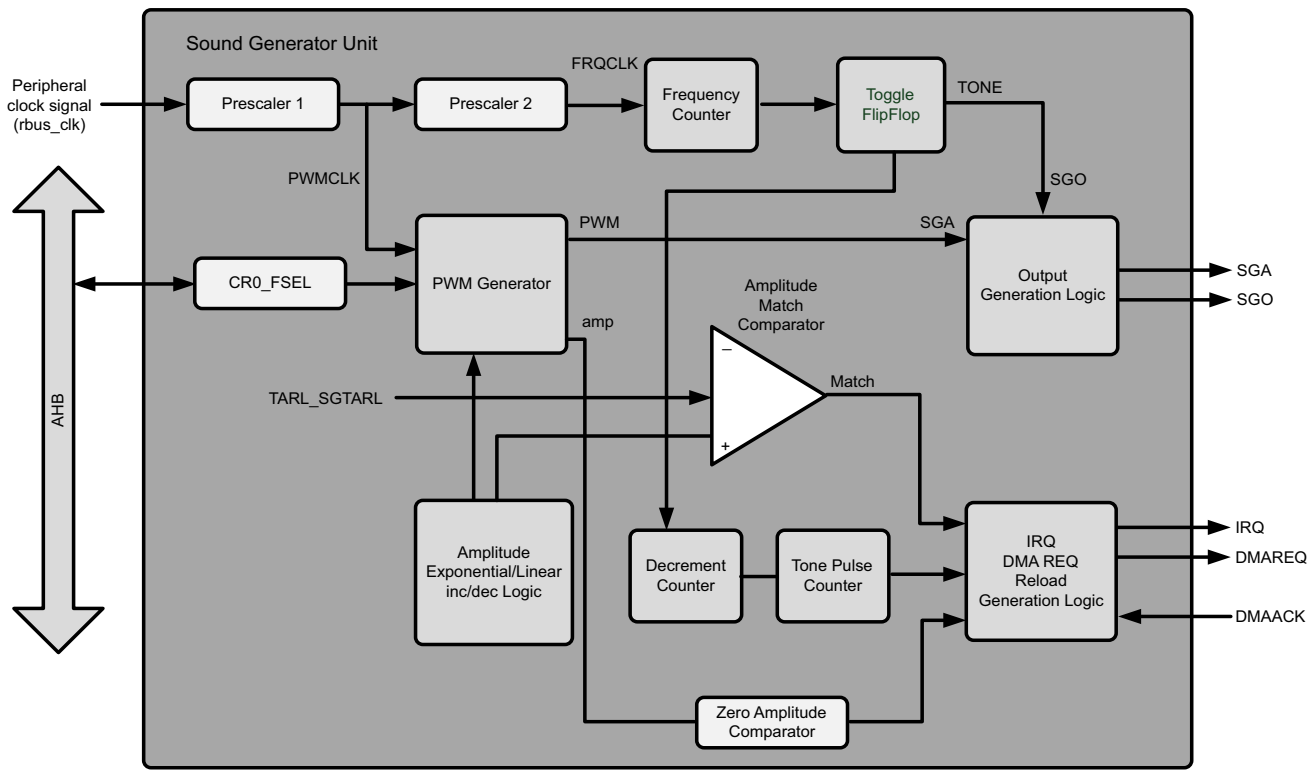 Sound Generator Unit
Peripheral
clock signal
(rbus_clk)
Prescaler 1
Prescaler 2
FRQCLK
Frequency
Counter
Toggle
FlipFlop
TONE
PWMCLK
SGO
PWM
SGA
CR0_FSEL
PWM Generator
Output
Generation Logic
SGA
SGO
Amplitude
Match
Comparator
amp
–
TARL_SGTARL
Match
+
AHB
Amplitude
Exponential/Linear
inc/dec Logic
Decrement
Counter
Tone Pulse
Counter
IRQ
DMA REQ
Reload
Generation Logic
IRQ
DMAREQ
DMAACK
Zero Amplitude
Comparator